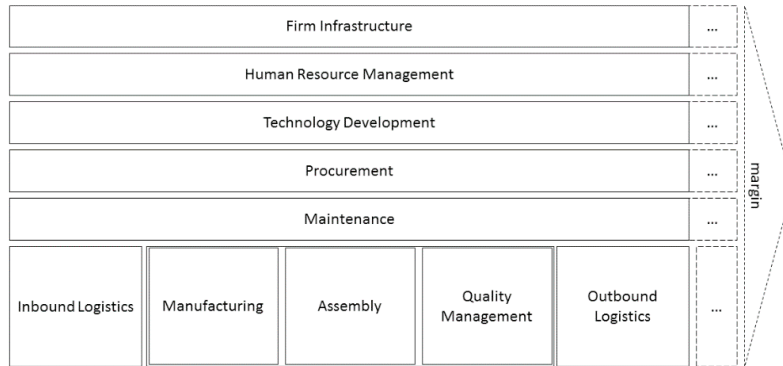 Firm Infrastructure
...
Human Resource Management
...
Technology Development
...
Procurement
...
Maintenance
...
margin
Inbound Logistics
Manufacturing
Assembly
Quality
Management
Outbound
Logistics
...